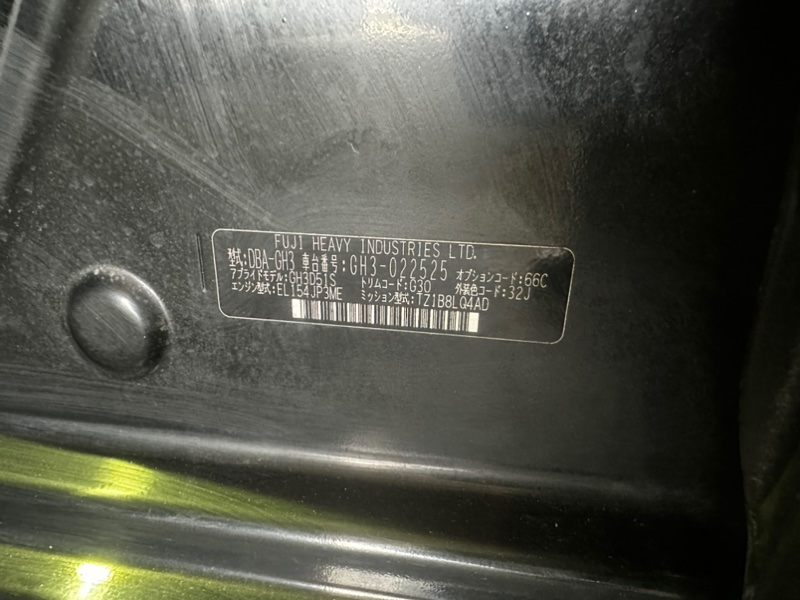 FUJI HEAVY INDUSTRIES LTD.
型式:DBA-GH3 車台番号:GH3-022525 オプションコード:66C
アプライドモデル:GH3D51S トリムコード:G30 外装色コード:32J
エンジン型式:EL154JP3ME ミッション型式:TZ1B8LQ4AD